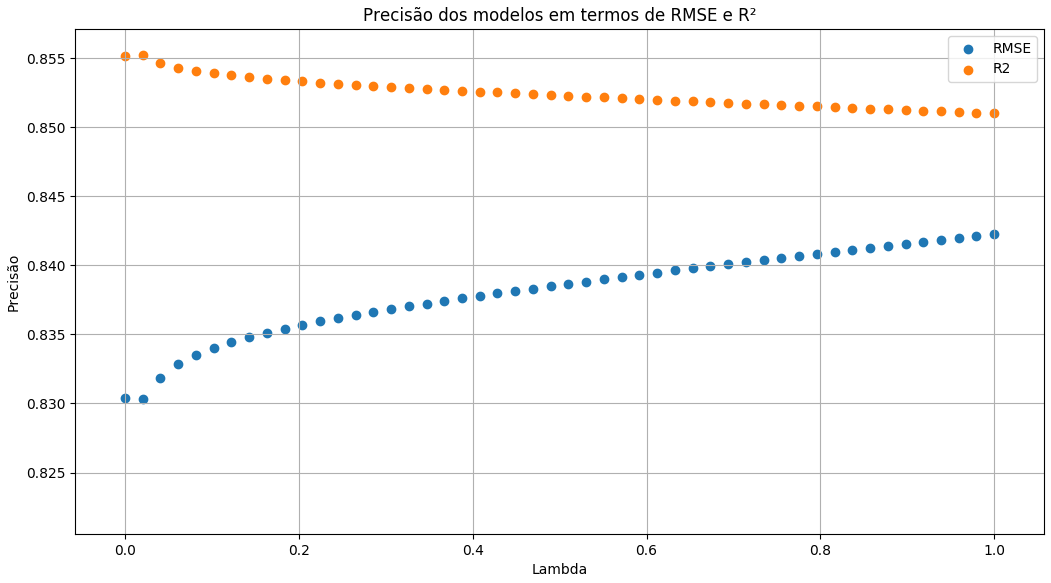 Precisão dos modelos em termos de RMSE e R²
RMSE
R2
0.855
0.850
0.845
0.840
0.835
0.830
0.825
Precisão
0.0 0.2 0.4 0.6 0.8 1.0
Lambda